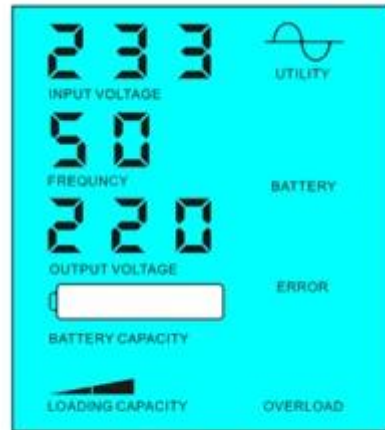 233
INPUT VOLTAGE
UTILITY
50
FREQUNCY
BATTERY
220
OUTPUT VOLTAGE
ERROR
BATTERY CAPACITY
LOADING CAPACITY
OVERLOAD